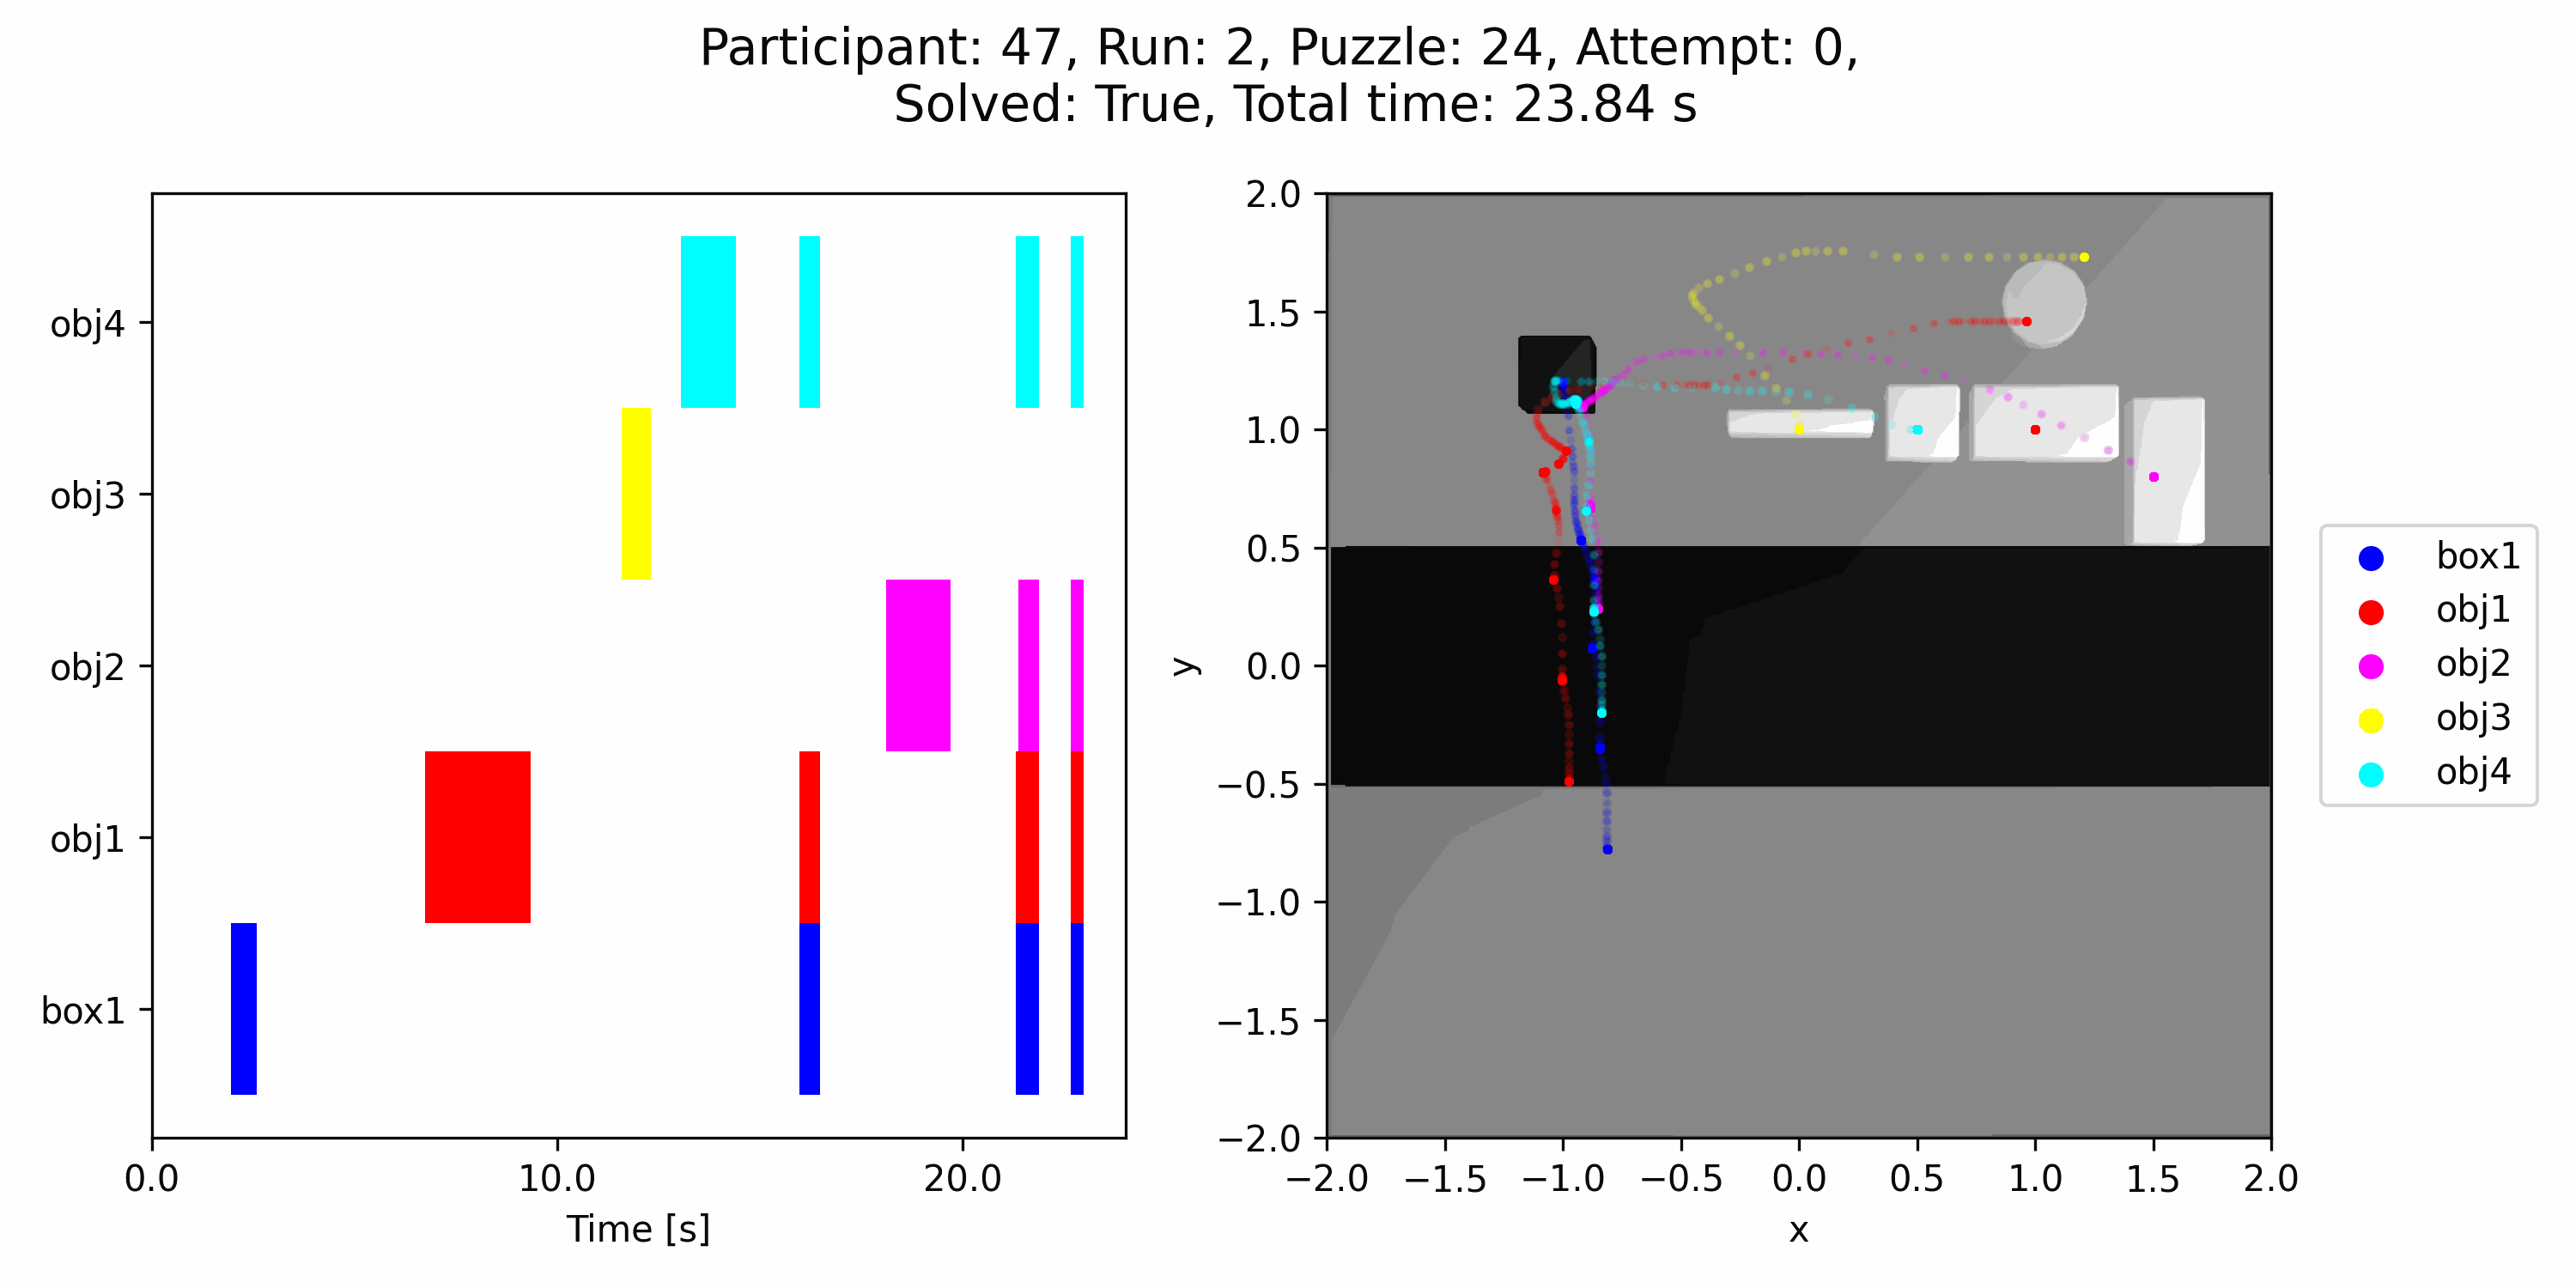 Participant: 47, Run: 2, Puzzle: 24, Attempt: 0,
Solved: True, Total time: 23.84 s
obj4
obj3
obj2
obj1
box1
0.0 10.0 20.0
Time [s]
2.0
1.5
1.0
0.5
0.0
−0.5
−1.0
−1.5
−2.0
y
−2.0 −1.5 −1.0 −0.5 0.0 0.5 1.0 1.5 2.0
x
box1
obj1
obj2
obj3
obj4